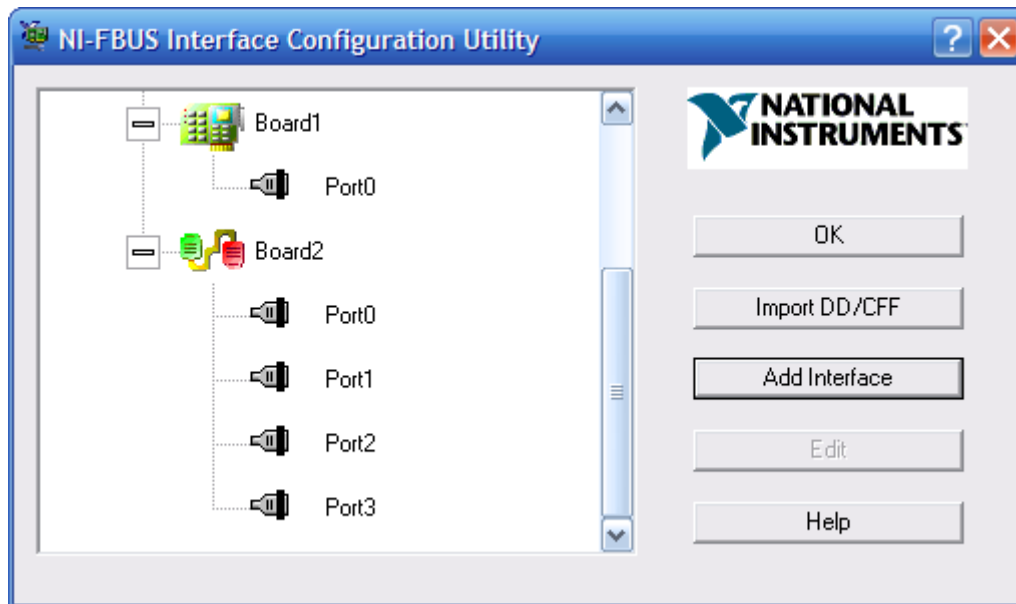 NI-FBUS Interface Configuration Utility
Board1
Port0
Board2
Port0
Port1
Port2
Port3
NATIONAL
INSTRUMENTS
OK
Import DD/CFF
Add Interface
Edit
Help